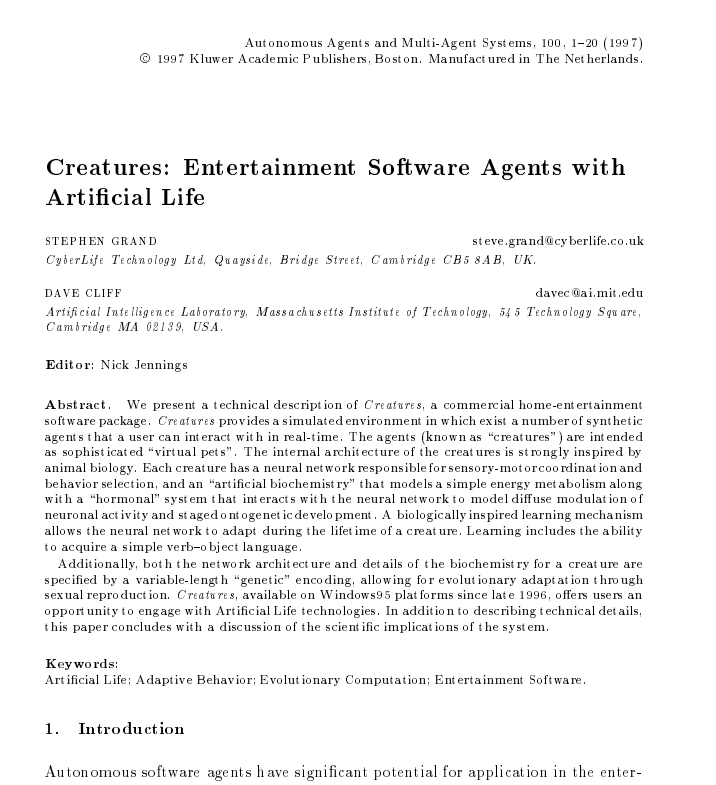 Autonomous Agents and Multi-Agent Systems, 100, 1–20 (1997)
© 1997 Kluwer Academic Publishers, Boston. Manufactured in The Netherlands.
Creatures: Entertainment Software Agents with
Artificial Life
STEPHEN GRAND steve.grand@cyberlife.co.uk
CyberLife Technology Ltd, Quayside, Bridge Street, Cambridge CB5 8AB, UK.
DAVE CLIFF davec@ai.mit.edu
Artificial Intelligence Laboratory, Massachusetts Institute of Technology, 545 Technology Square,
Cambridge MA 02139, USA.
Editor: Nick Jennings
Abstract. We present a technical description of Creatures, a commercial home-entertainment
software package. Creatures provides a simulated environment in which exist a number of synthetic
agents that a user can interact with in real-time. The agents (known as “creatures”) are intended
as sophisticated “virtual pets”. The internal architecture of the creatures is strongly inspired by
animal biology. Each creature has a neural network responsible for sensory-motor coordination and
behavior selection, and an “artificial biochemistry” that models a simple energy metabolism along
with a “hormonal” system that interacts with the neural network to model diffuse modulation of
neuronal activity and staged ontogenetic development. A biologically inspired learning mechanism
allows the neural network to adapt during the lifetime of a creature. Learning includes the ability
to acquire a simple verb–object language.
Additionally, both the network architecture and details of the biochemistry for a creature are
specified by a variable-length “genetic” encoding, allowing for evolutionary adaptation through
sexual reproduction. Creatures, available on Windows95 platforms since late 1996, offers users an
opportunity to engage with Artificial Life technologies. In addition to describing technical details,
this paper concludes with a discussion of the scientific implications of the system.
Keywords:
Artificial Life; Adaptive Behavior; Evolutionary Computation; Entertainment Software.
1. Introduction
Autonomous software agents have significant potential for application in the enter-